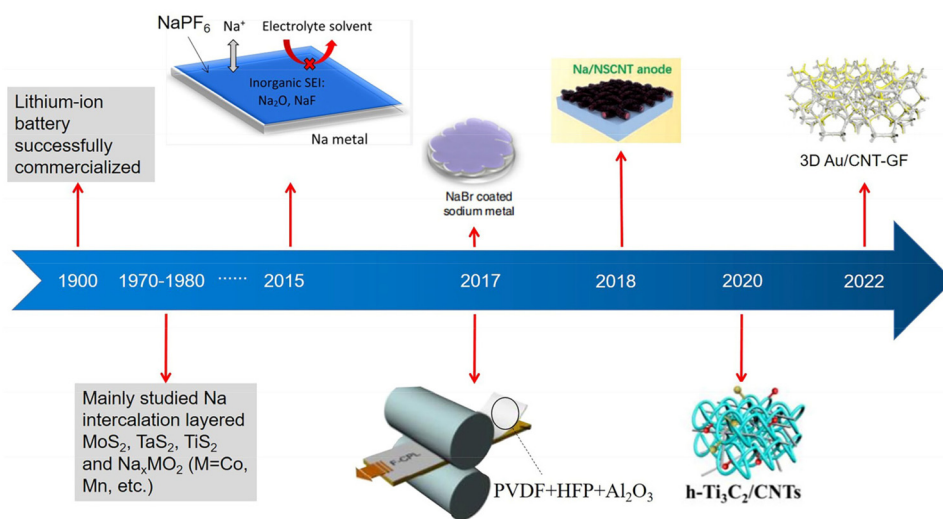 NaPF₆
Na⁺
Electrolyte solvent
Inorganic SEI:
Na₂O, NaF
Na metal
Lithium-ion
battery
successfully
commercialized
NaBr coated
sodium metal
Na/NSCNT anode
3D Au/CNT-GF
1900
1970-1980
······
2015
2017
2018
2020
2022
Mainly studied Na
intercalation layered
MoS₂, TaS₂, TiS₂
and NaₓMO₂ (M=Co,
Mn, etc.)
F-CPL
PVDF+HFP+Al₂O₃
h-Ti₃C₂/CNTs